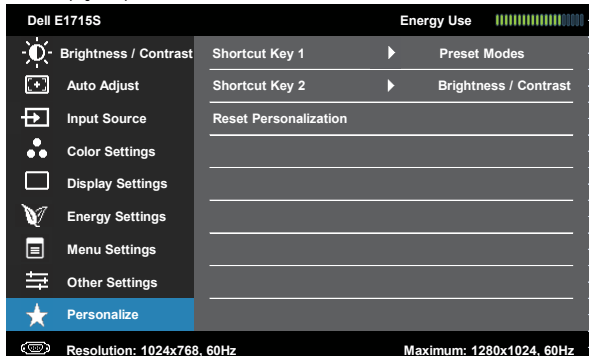 Dell E1715S Energy Use
Brightness / Contrast Shortcut Key 1 Preset Modes
Auto Adjust Shortcut Key 2 Brightness / Contrast
Input Source Reset Personalization
Color Settings
Display Settings
Energy Settings
Menu Settings
Other Settings
Personalize
Resolution: 1024x768, 60Hz Maximum: 1280x1024, 60Hz